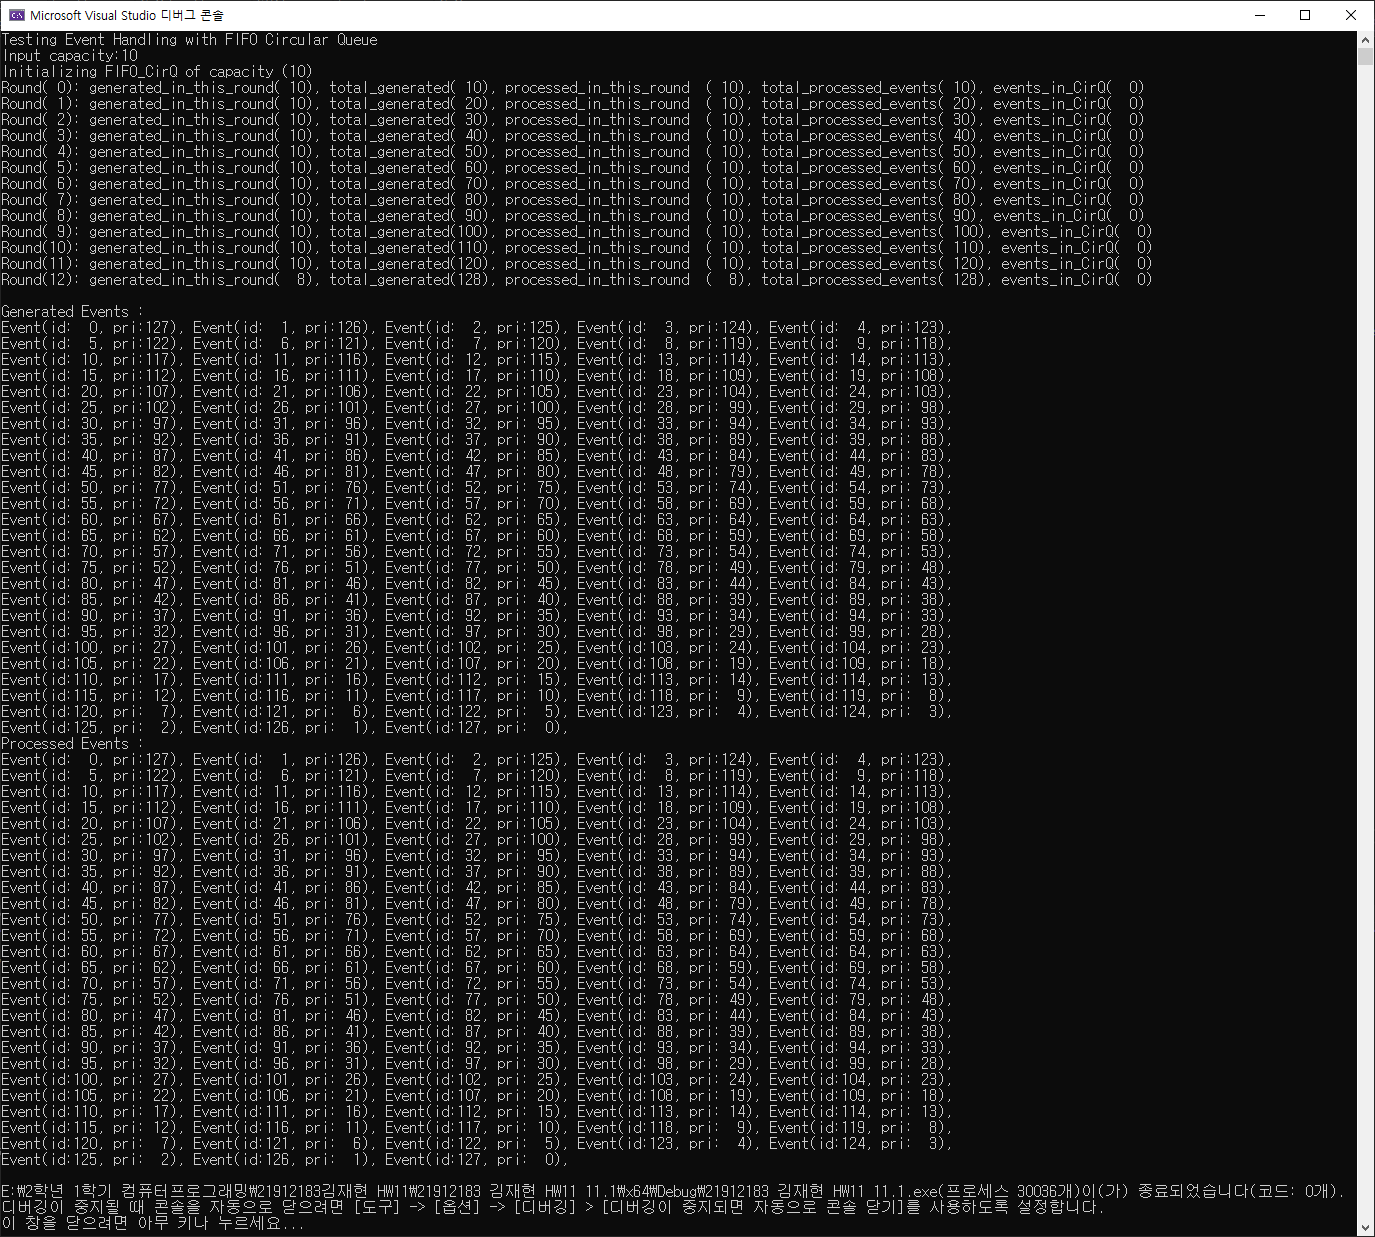 Microsoft Visual Studio 디버그 콘솔
Testing Event Handling with FIFO Circular Queue
Input capacity:10
Initializing FIFO_CirQ of capacity (10)
Round( 0): generated_in_this_round( 10), total_generated( 10), processed_in_this_round  ( 10), total_processed_events( 10), events_in_CirQ(  0)
Round( 1): generated_in_this_round( 10), total_generated( 20), processed_in_this_round  ( 10), total_processed_events( 20), events_in_CirQ(  0)
Round( 2): generated_in_this_round( 10), total_generated( 30), processed_in_this_round  ( 10), total_processed_events( 30), events_in_CirQ(  0)
Round( 3): generated_in_this_round( 10), total_generated( 40), processed_in_this_round  ( 10), total_processed_events( 40), events_in_CirQ(  0)
Round( 4): generated_in_this_round( 10), total_generated( 50), processed_in_this_round  ( 10), total_processed_events( 50), events_in_CirQ(  0)
Round( 5): generated_in_this_round( 10), total_generated( 60), processed_in_this_round  ( 10), total_processed_events( 60), events_in_CirQ(  0)
Round( 6): generated_in_this_round( 10), total_generated( 70), processed_in_this_round  ( 10), total_processed_events( 70), events_in_CirQ(  0)
Round( 7): generated_in_this_round( 10), total_generated( 80), processed_in_this_round  ( 10), total_processed_events( 80), events_in_CirQ(  0)
Round( 8): generated_in_this_round( 10), total_generated( 90), processed_in_this_round  ( 10), total_processed_events( 90), events_in_CirQ(  0)
Round( 9): generated_in_this_round( 10), total_generated(100), processed_in_this_round  ( 10), total_processed_events( 100), events_in_CirQ(  0)
Round(10): generated_in_this_round( 10), total_generated(110), processed_in_this_round  ( 10), total_processed_events( 110), events_in_CirQ(  0)
Round(11): generated_in_this_round( 10), total_generated(120), processed_in_this_round  ( 10), total_processed_events( 120), events_in_CirQ(  0)
Round(12): generated_in_this_round(  8), total_generated(128), processed_in_this_round  (  8), total_processed_events( 128), events_in_CirQ(  0)
Generated Events :
Event(id:  0, pri:127), Event(id:  1, pri:126), Event(id:  2, pri:125), Event(id:  3, pri:124), Event(id:  4, pri:123),
Event(id:  5, pri:122), Event(id:  6, pri:121), Event(id:  7, pri:120), Event(id:  8, pri:119), Event(id:  9, pri:118),
Event(id: 10, pri:117), Event(id: 11, pri:116), Event(id: 12, pri:115), Event(id: 13, pri:114), Event(id: 14, pri:113),
Event(id: 15, pri:112), Event(id: 16, pri:111), Event(id: 17, pri:110), Event(id: 18, pri:109), Event(id: 19, pri:108),
Event(id: 20, pri:107), Event(id: 21, pri:106), Event(id: 22, pri:105), Event(id: 23, pri:104), Event(id: 24, pri:103),
Event(id: 25, pri:102), Event(id: 26, pri:101), Event(id: 27, pri:100), Event(id: 28, pri: 99), Event(id: 29, pri: 98),
Event(id: 30, pri: 97), Event(id: 31, pri: 96), Event(id: 32, pri: 95), Event(id: 33, pri: 94), Event(id: 34, pri: 93),
Event(id: 35, pri: 92), Event(id: 36, pri: 91), Event(id: 37, pri: 90), Event(id: 38, pri: 89), Event(id: 39, pri: 88),
Event(id: 40, pri: 87), Event(id: 41, pri: 86), Event(id: 42, pri: 85), Event(id: 43, pri: 84), Event(id: 44, pri: 83),
Event(id: 45, pri: 82), Event(id: 46, pri: 81), Event(id: 47, pri: 80), Event(id: 48, pri: 79), Event(id: 49, pri: 78),
Event(id: 50, pri: 77), Event(id: 51, pri: 76), Event(id: 52, pri: 75), Event(id: 53, pri: 74), Event(id: 54, pri: 73),
Event(id: 55, pri: 72), Event(id: 56, pri: 71), Event(id: 57, pri: 70), Event(id: 58, pri: 69), Event(id: 59, pri: 68),
Event(id: 60, pri: 67), Event(id: 61, pri: 66), Event(id: 62, pri: 65), Event(id: 63, pri: 64), Event(id: 64, pri: 63),
Event(id: 65, pri: 62), Event(id: 66, pri: 61), Event(id: 67, pri: 60), Event(id: 68, pri: 59), Event(id: 69, pri: 58),
Event(id: 70, pri: 57), Event(id: 71, pri: 56), Event(id: 72, pri: 55), Event(id: 73, pri: 54), Event(id: 74, pri: 53),
Event(id: 75, pri: 52), Event(id: 76, pri: 51), Event(id: 77, pri: 50), Event(id: 78, pri: 49), Event(id: 79, pri: 48),
Event(id: 80, pri: 47), Event(id: 81, pri: 46), Event(id: 82, pri: 45), Event(id: 83, pri: 44), Event(id: 84, pri: 43),
Event(id: 85, pri: 42), Event(id: 86, pri: 41), Event(id: 87, pri: 40), Event(id: 88, pri: 39), Event(id: 89, pri: 38),
Event(id: 90, pri: 37), Event(id: 91, pri: 36), Event(id: 92, pri: 35), Event(id: 93, pri: 34), Event(id: 94, pri: 33),
Event(id: 95, pri: 32), Event(id: 96, pri: 31), Event(id: 97, pri: 30), Event(id: 98, pri: 29), Event(id: 99, pri: 28),
Event(id:100, pri: 27), Event(id:101, pri: 26), Event(id:102, pri: 25), Event(id:103, pri: 24), Event(id:104, pri: 23),
Event(id:105, pri: 22), Event(id:106, pri: 21), Event(id:107, pri: 20), Event(id:108, pri: 19), Event(id:109, pri: 18),
Event(id:110, pri: 17), Event(id:111, pri: 16), Event(id:112, pri: 15), Event(id:113, pri: 14), Event(id:114, pri: 13),
Event(id:115, pri: 12), Event(id:116, pri: 11), Event(id:117, pri: 10), Event(id:118, pri:  9), Event(id:119, pri:  8),
Event(id:120, pri:  7), Event(id:121, pri:  6), Event(id:122, pri:  5), Event(id:123, pri:  4), Event(id:124, pri:  3),
Event(id:125, pri:  2), Event(id:126, pri:  1), Event(id:127, pri:  0),
Processed Events :
Event(id:  0, pri:127), Event(id:  1, pri:126), Event(id:  2, pri:125), Event(id:  3, pri:124), Event(id:  4, pri:123),
Event(id:  5, pri:122), Event(id:  6, pri:121), Event(id:  7, pri:120), Event(id:  8, pri:119), Event(id:  9, pri:118),
Event(id: 10, pri:117), Event(id: 11, pri:116), Event(id: 12, pri:115), Event(id: 13, pri:114), Event(id: 14, pri:113),
Event(id: 15, pri:112), Event(id: 16, pri:111), Event(id: 17, pri:110), Event(id: 18, pri:109), Event(id: 19, pri:108),
Event(id: 20, pri:107), Event(id: 21, pri:106), Event(id: 22, pri:105), Event(id: 23, pri:104), Event(id: 24, pri:103),
Event(id: 25, pri:102), Event(id: 26, pri:101), Event(id: 27, pri:100), Event(id: 28, pri: 99), Event(id: 29, pri: 98),
Event(id: 30, pri: 97), Event(id: 31, pri: 96), Event(id: 32, pri: 95), Event(id: 33, pri: 94), Event(id: 34, pri: 93),
Event(id: 35, pri: 92), Event(id: 36, pri: 91), Event(id: 37, pri: 90), Event(id: 38, pri: 89), Event(id: 39, pri: 88),
Event(id: 40, pri: 87), Event(id: 41, pri: 86), Event(id: 42, pri: 85), Event(id: 43, pri: 84), Event(id: 44, pri: 83),
Event(id: 45, pri: 82), Event(id: 46, pri: 81), Event(id: 47, pri: 80), Event(id: 48, pri: 79), Event(id: 49, pri: 78),
Event(id: 50, pri: 77), Event(id: 51, pri: 76), Event(id: 52, pri: 75), Event(id: 53, pri: 74), Event(id: 54, pri: 73),
Event(id: 55, pri: 72), Event(id: 56, pri: 71), Event(id: 57, pri: 70), Event(id: 58, pri: 69), Event(id: 59, pri: 68),
Event(id: 60, pri: 67), Event(id: 61, pri: 66), Event(id: 62, pri: 65), Event(id: 63, pri: 64), Event(id: 64, pri: 63),
Event(id: 65, pri: 62), Event(id: 66, pri: 61), Event(id: 67, pri: 60), Event(id: 68, pri: 59), Event(id: 69, pri: 58),
Event(id: 70, pri: 57), Event(id: 71, pri: 56), Event(id: 72, pri: 55), Event(id: 73, pri: 54), Event(id: 74, pri: 53),
Event(id: 75, pri: 52), Event(id: 76, pri: 51), Event(id: 77, pri: 50), Event(id: 78, pri: 49), Event(id: 79, pri: 48),
Event(id: 80, pri: 47), Event(id: 81, pri: 46), Event(id: 82, pri: 45), Event(id: 83, pri: 44), Event(id: 84, pri: 43),
Event(id: 85, pri: 42), Event(id: 86, pri: 41), Event(id: 87, pri: 40), Event(id: 88, pri: 39), Event(id: 89, pri: 38),
Event(id: 90, pri: 37), Event(id: 91, pri: 36), Event(id: 92, pri: 35), Event(id: 93, pri: 34), Event(id: 94, pri: 33),
Event(id: 95, pri: 32), Event(id: 96, pri: 31), Event(id: 97, pri: 30), Event(id: 98, pri: 29), Event(id: 99, pri: 28),
Event(id:100, pri: 27), Event(id:101, pri: 26), Event(id:102, pri: 25), Event(id:103, pri: 24), Event(id:104, pri: 23),
Event(id:105, pri: 22), Event(id:106, pri: 21), Event(id:107, pri: 20), Event(id:108, pri: 19), Event(id:109, pri: 18),
Event(id:110, pri: 17), Event(id:111, pri: 16), Event(id:112, pri: 15), Event(id:113, pri: 14), Event(id:114, pri: 13),
Event(id:115, pri: 12), Event(id:116, pri: 11), Event(id:117, pri: 10), Event(id:118, pri:  9), Event(id:119, pri:  8),
Event(id:120, pri:  7), Event(id:121, pri:  6), Event(id:122, pri:  5), Event(id:123, pri:  4), Event(id:124, pri:  3),
Event(id:125, pri:  2), Event(id:126, pri:  1), Event(id:127, pri:  0),
E:₩2학년 1학기 컴퓨터프로그래밍₩21912183김재현 HW11₩21912183 김재현 HW11 11.1₩x64₩Debug₩21912183 김재현 HW11 11.1.exe(프로세스 30036개)이(가) 종료되었습니다(코드: 0개).
디버깅이 중지될 때 콘솔을 자동으로 닫으려면 [도구] -> [옵션] -> [디버깅] > [디버깅이 중지되면 자동으로 콘솔 닫기]를 사용하도록 설정합니다.
이 창을 닫으려면 아무 키나 누르세요...